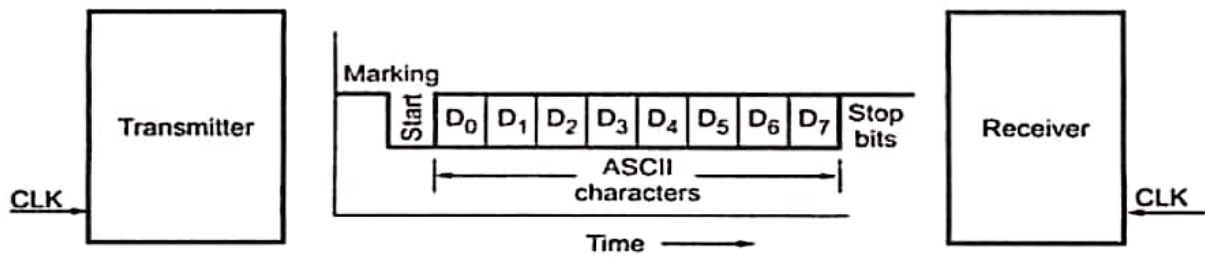 Transmitter
CLK
Marking
Start
D0 D1 D2 D3 D4 D5 D6 D7
Stop
bits
ASCII
characters
Time
Receiver
CLK